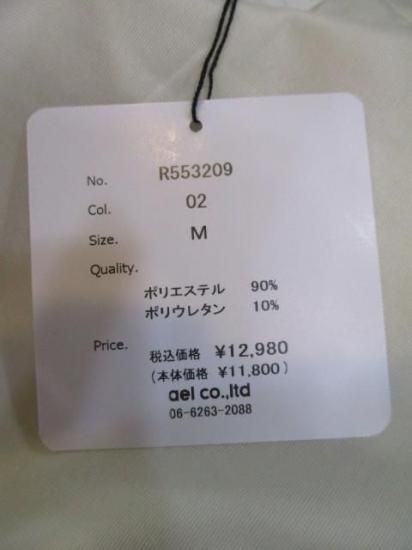 No. R553209
Col. 02
Size. M
Quality.
ポリエステル 90%
ポリウレタン 10%
Price.
税込価格 ¥12,980
(本体価格 ¥11,800)
ael co.,ltd
06-6263-2088